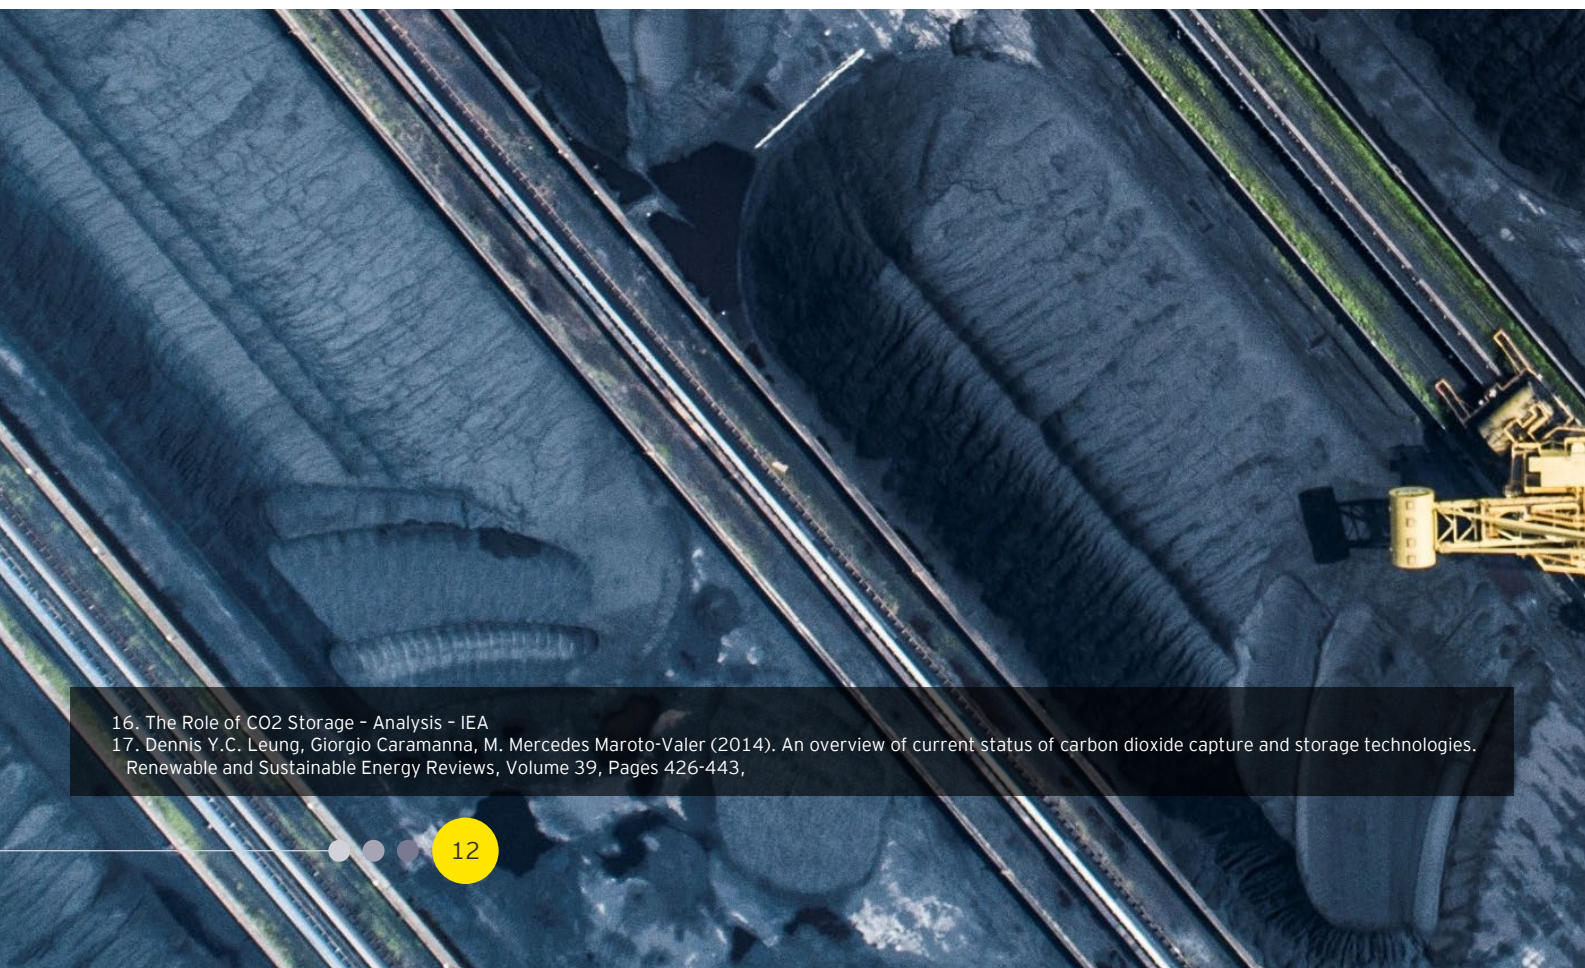 16. The Role of CO2 Storage – Analysis – IEA
17. Dennis Y.C. Leung, Giorgio Caramanna, M. Mercedes Maroto-Valer (2014). An overview of current status of carbon dioxide capture and storage technologies.
Renewable and Sustainable Energy Reviews, Volume 39, Pages 426-443,
12